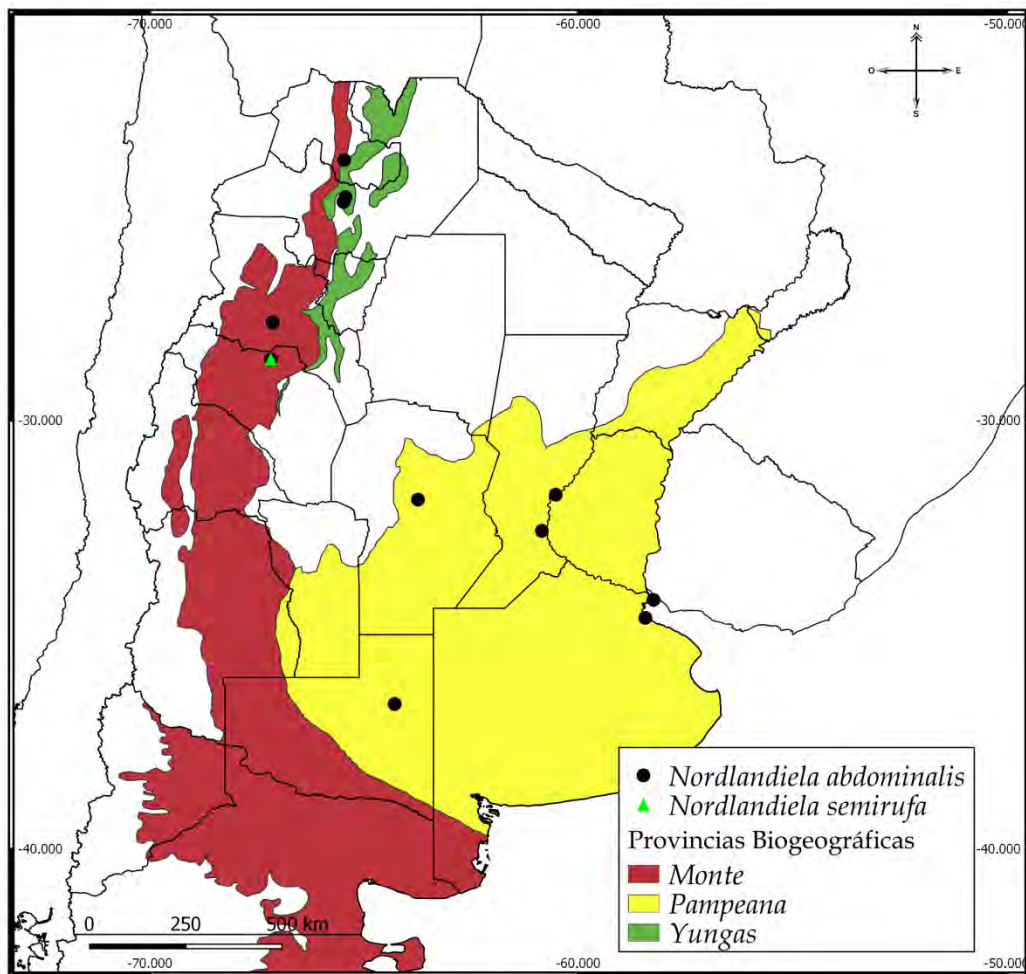 -70.000
-60.000
-50.000
N
O
E
S
-30.000
-30.000
Nordlandiela abdominalis
Nordlandiela semirufa
Provincias Biogeográficas
-40.000
-40.000
Monte
Pampeana
Yungas
0
250
500 km
-70.000
-60.000
-50.000